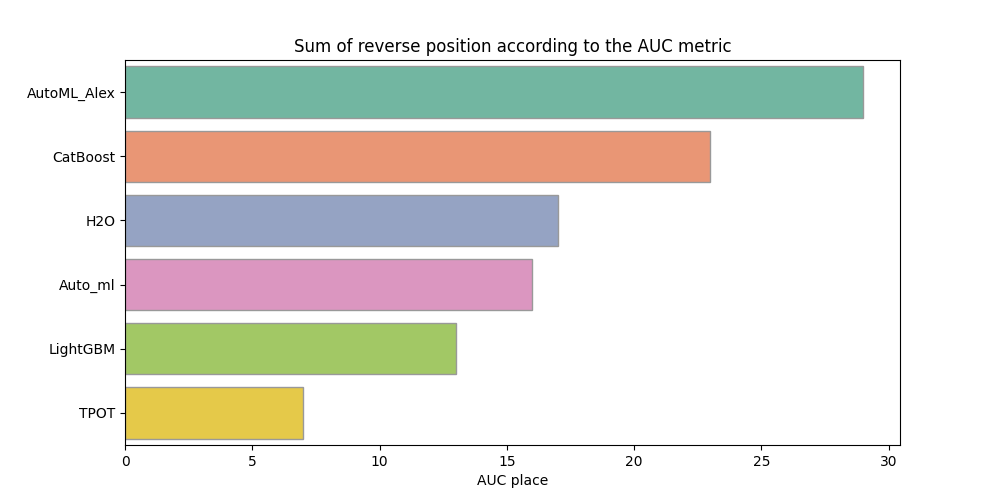 Sum of reverse position according to the AUC metric
AutoML_Alex
CatBoost
H2O
Auto_ml
LightGBM
TPOT
0 5 10 15 20 25 30
AUC place